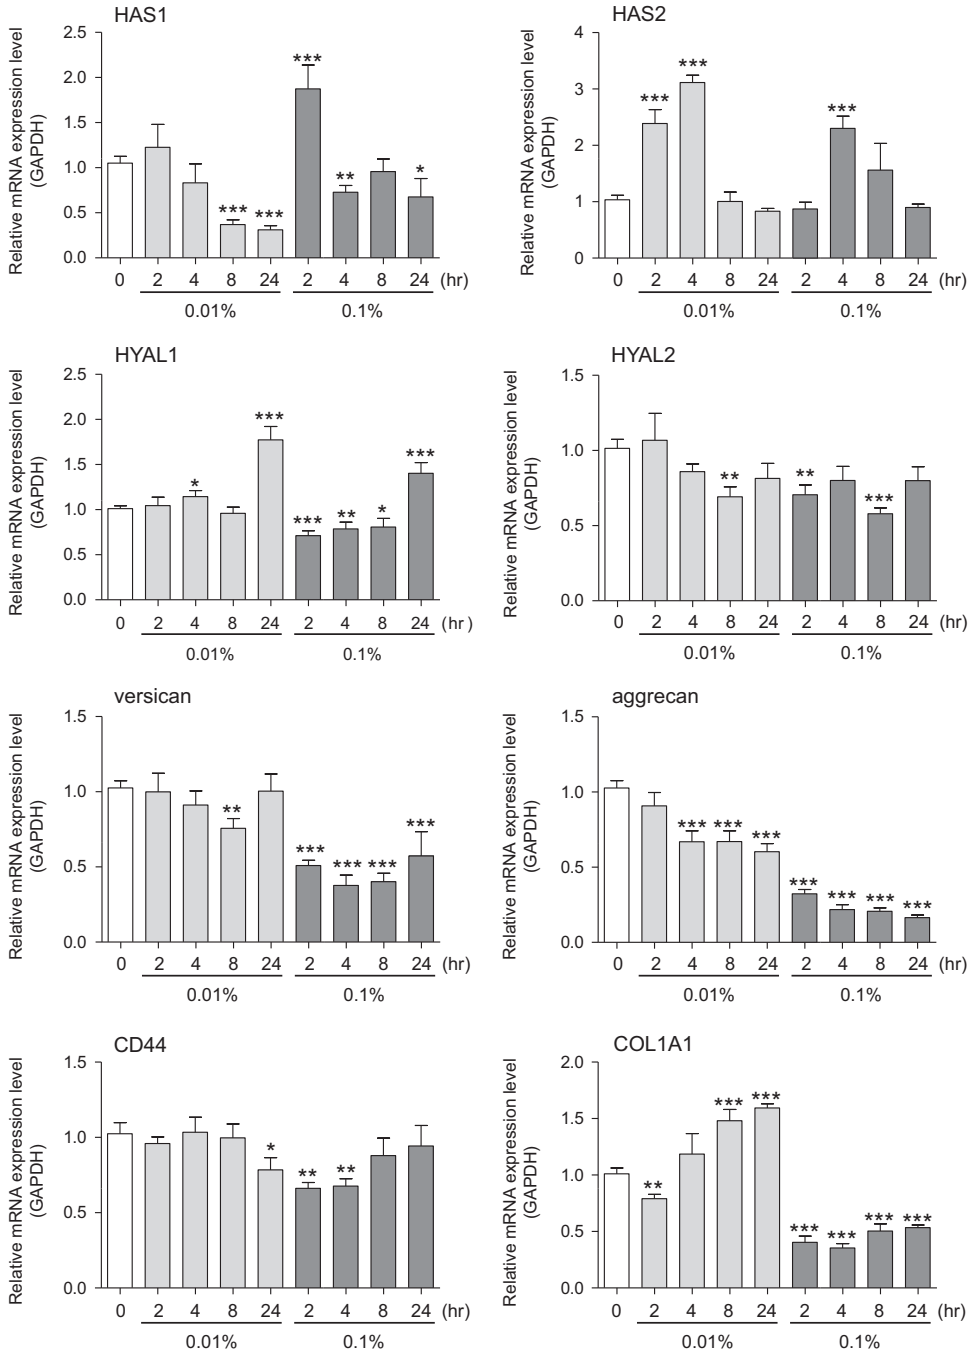 HAS1
Relative mRNA expression level
(GAPDH)
2.5
2.0
1.5
1.0
0.5
0.0
*** *** *** ** *
0 2 4 8 24 2 4 8 24 (hr)
0.01% 0.1%
HAS2
Relative mRNA expression level
(GAPDH)
4
3
2
1
0
*** *** ***
0 2 4 8 24 2 4 8 24 (hr)
0.01% 0.1%
HYAL1
Relative mRNA expression level
(GAPDH)
2.5
2.0
1.5
1.0
0.5
0.0
* *** *** ** * ***
0 2 4 8 24 2 4 8 24 (hr)
0.01% 0.1%
HYAL2
Relative mRNA expression level
(GAPDH)
1.5
1.0
0.5
0.0
** ** ***
0 2 4 8 24 2 4 8 24 (hr)
0.01% 0.1%
versican
Relative mRNA expression level
(GAPDH)
1.5
1.0
0.5
0.0
** *** *** *** ***
0 2 4 8 24 2 4 8 24 (hr)
0.01% 0.1%
aggrecan
Relative mRNA expression level
(GAPDH)
1.5
1.0
0.5
0.0
*** *** *** *** *** *** ***
0 2 4 8 24 2 4 8 24 (hr)
0.01% 0.1%
CD44
Relative mRNA expression level
(GAPDH)
1.5
1.0
0.5
0.0
* ** **
0 2 4 8 24 2 4 8 24 (hr)
0.01% 0.1%
COL1A1
Relative mRNA expression level
(GAPDH)
2.0
1.5
1.0
0.5
0.0
** *** *** *** *** *** ***
0 2 4 8 24 2 4 8 24 (hr)
0.01% 0.1%